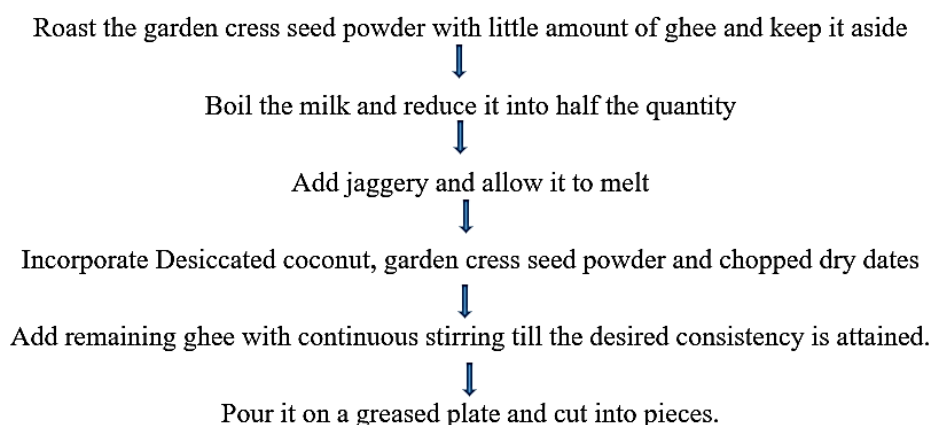 Roast the garden cress seed powder with little amount of ghee and keep it aside
Boil the milk and reduce it into half the quantity
Add jaggery and allow it to melt
Incorporate Desiccated coconut, garden cress seed powder and chopped dry dates
Add remaining ghee with continuous stirring till the desired consistency is attained.
Pour it on a greased plate and cut into pieces.